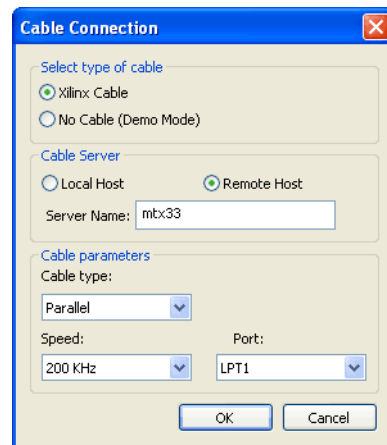 Cable Connection
Select type of cable
Xilinx Cable
No Cable (Demo Mode)
Cable Server
Local Host Remote Host
Server Name: mtx33
Cable parameters
Cable type:
Parallel
Speed: Port:
200 KHz LPT1
OK Cancel